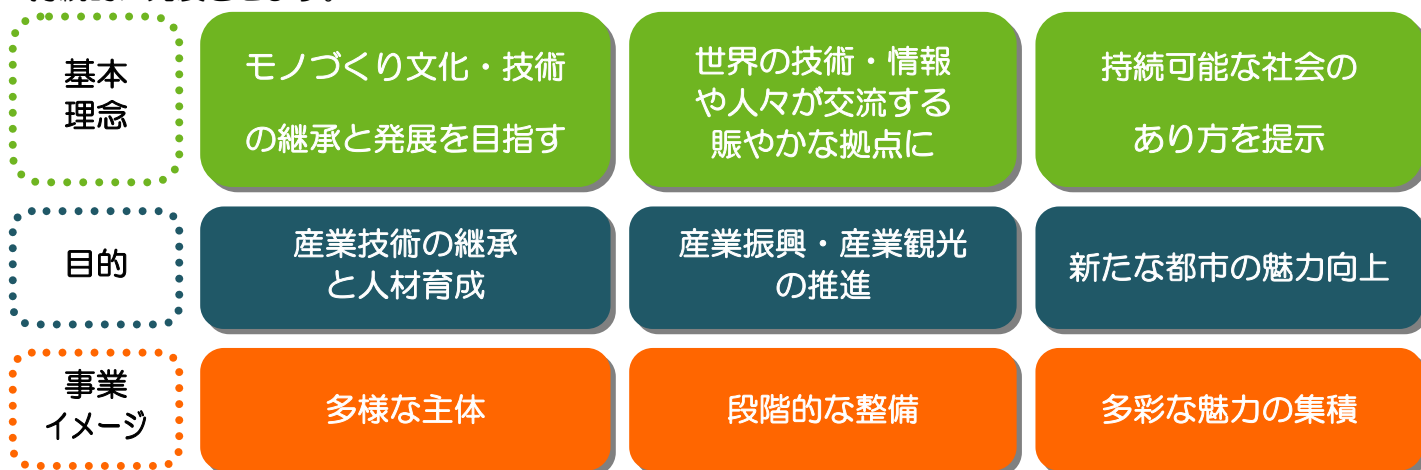 基本
理念
モノづくり文化・技術
の継承と発展を目指す
世界の技術・情報
や人々が交流する
賑やかな拠点に
持続可能な社会の
あり方を提示
目的
産業技術の継承
と人材育成
産業振興・産業観光
の推進
新たな都市の魅力向上
事業
イメージ
多様な主体
段階的な整備
多彩な魅力の集積